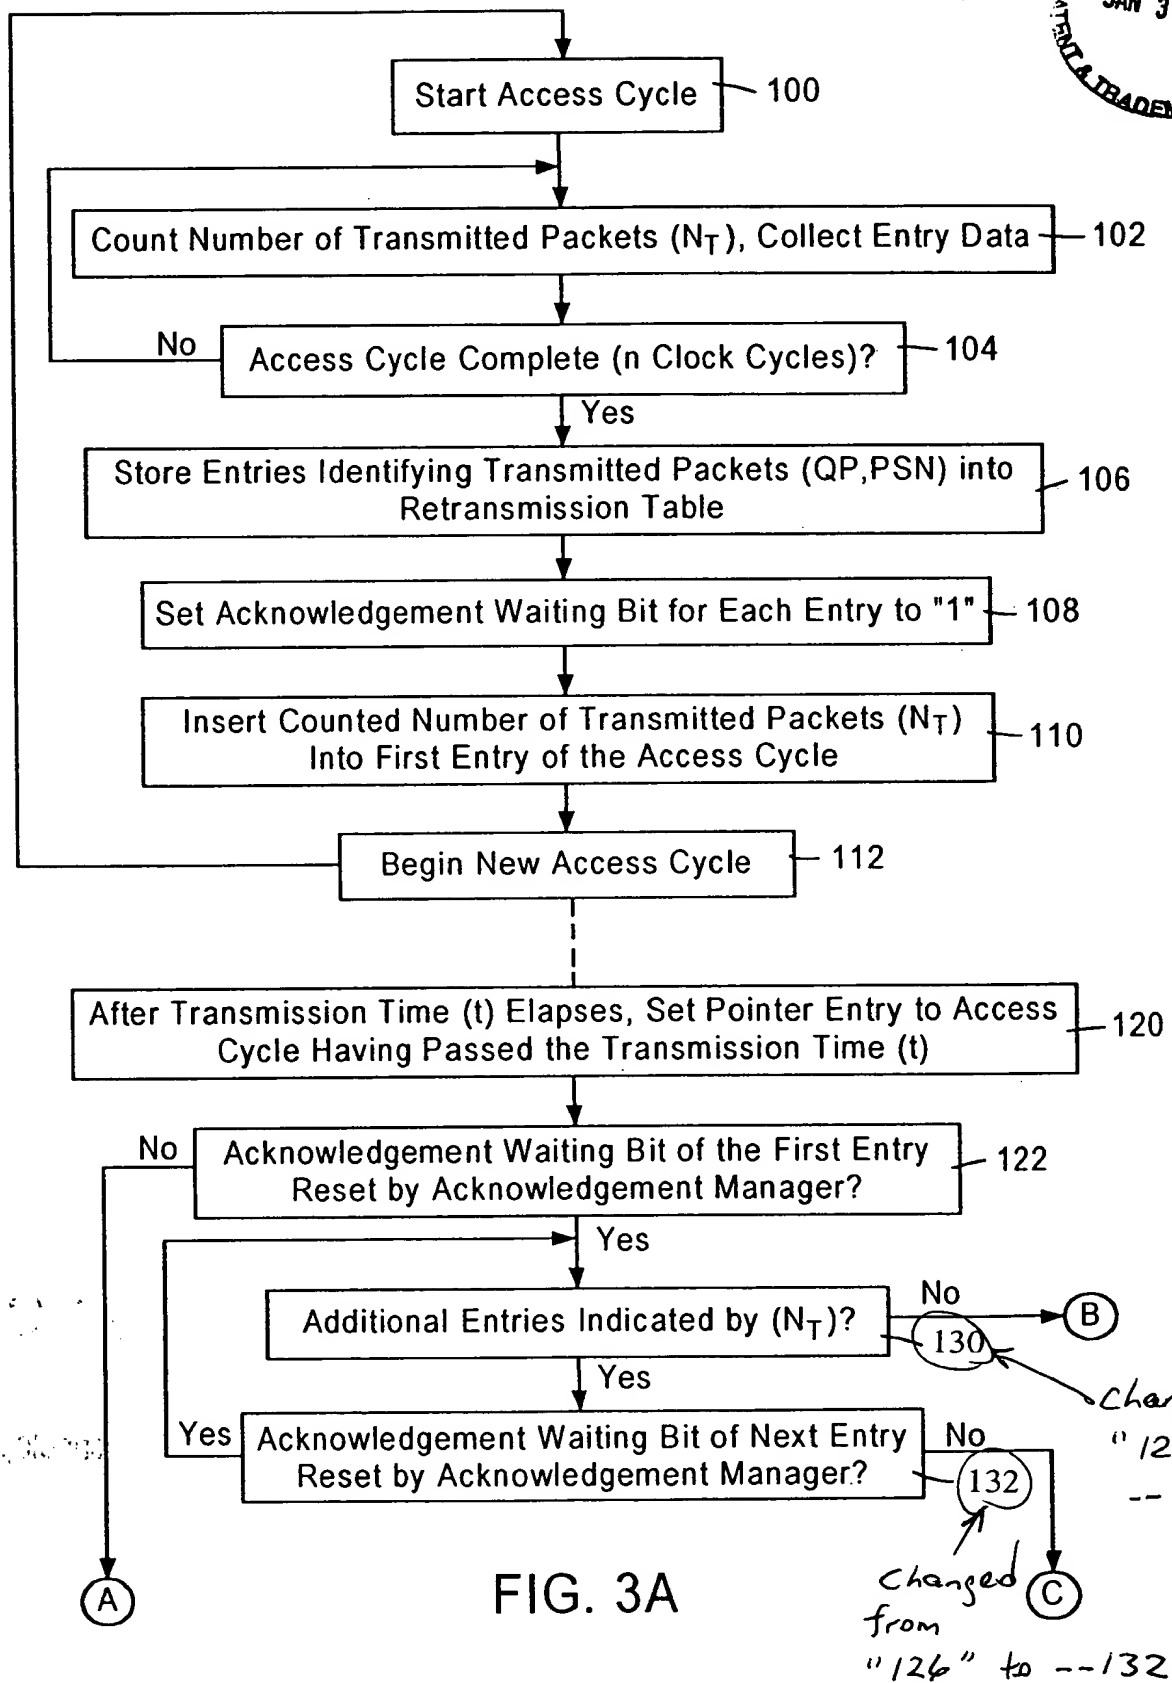 JAN 3
Start Access Cycle
100
Count Number of Transmitted Packets (NT), Collect Entry Data
102
No
Access Cycle Complete (n Clock Cycles)?
104
Yes
Store Entries Identifying Transmitted Packets (QP,PSN) into
Retransmission Table
106
Set Acknowledgement Waiting Bit for Each Entry to "1"
108
Insert Counted Number of Transmitted Packets (NT)
Into First Entry of the Access Cycle
110
Begin New Access Cycle
112
After Transmission Time (t) Elapses, Set Pointer Entry to Access
Cycle Having Passed the Transmission Time (t)
120
No
Acknowledgement Waiting Bit of the First Entry
Reset by Acknowledgement Manager?
122
Yes
Additional Entries Indicated by (NT)?
No
B
130
Yes
Yes
Acknowledgement Waiting Bit of Next Entry
Reset by Acknowledgement Manager?
No
132
"12
--
A
FIG. 3A
C
Changed
from
"126" to --132